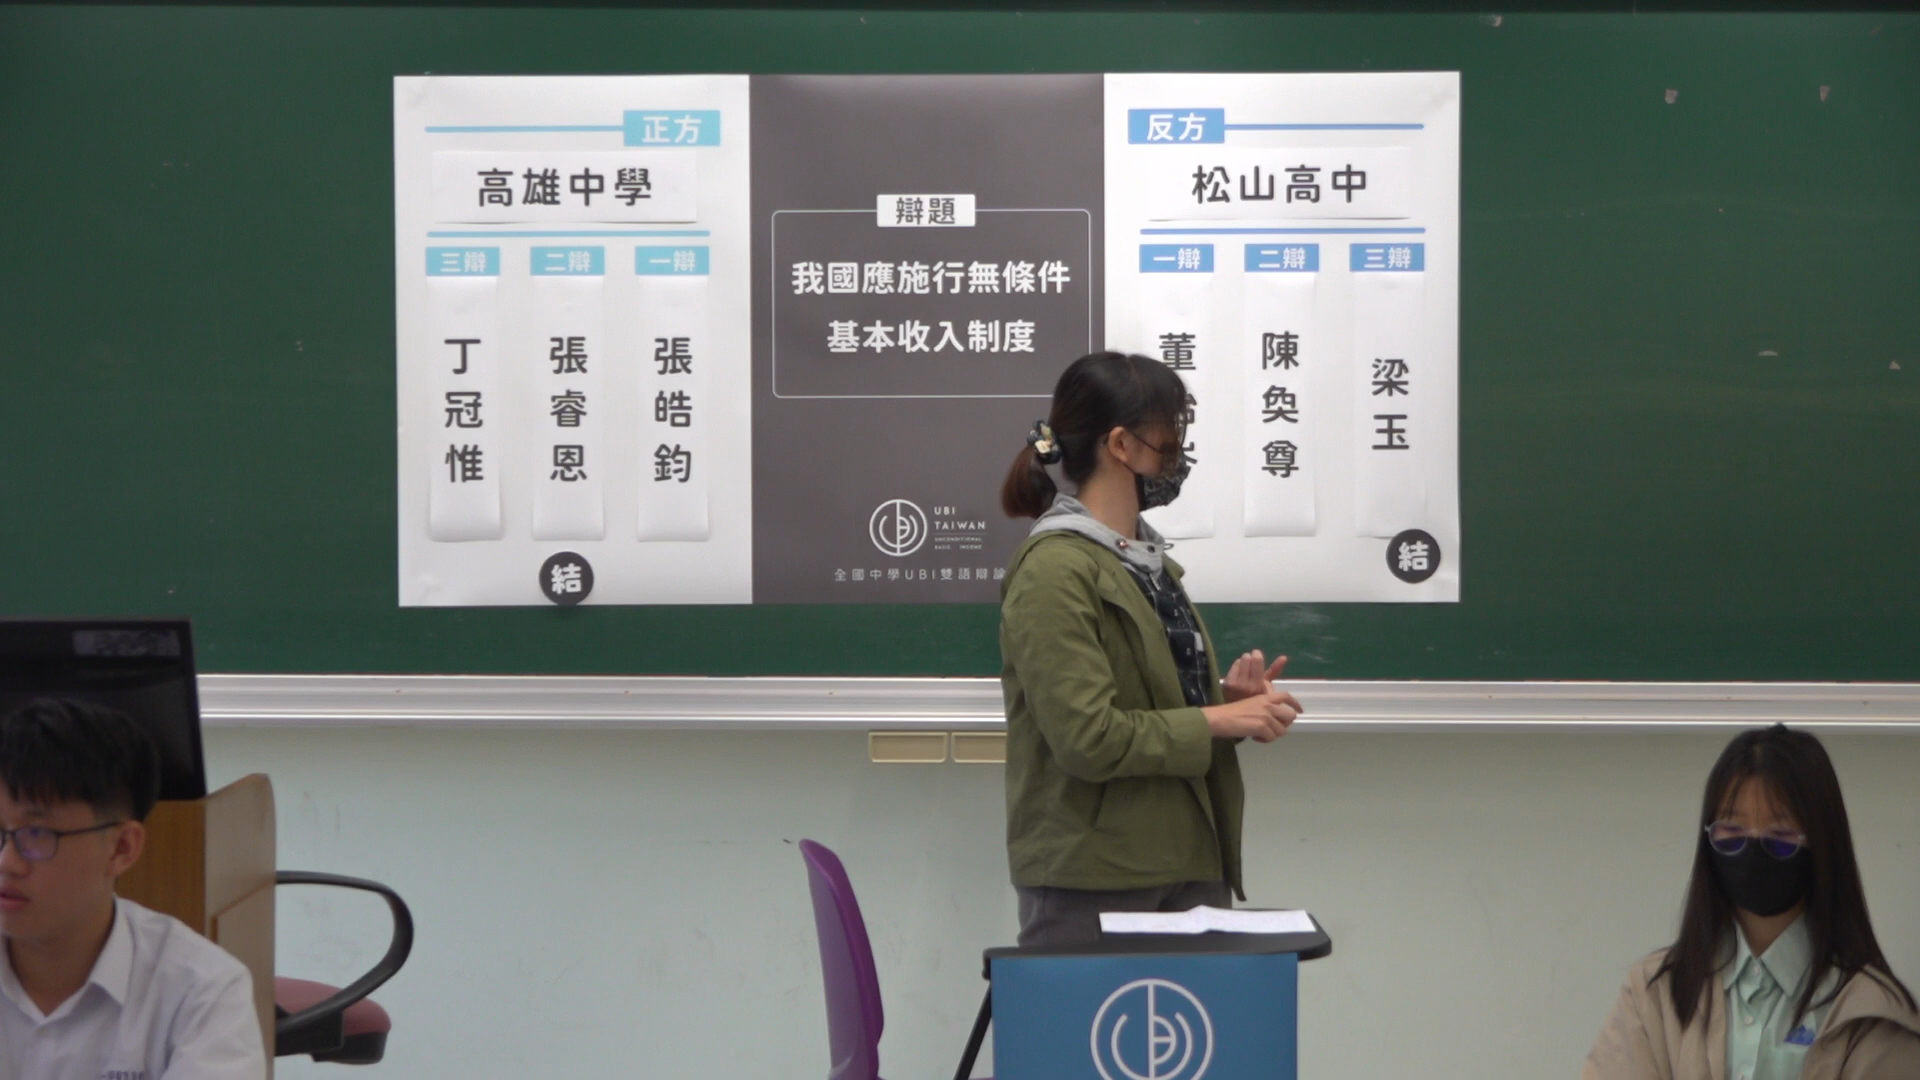 正方
高雄中學
三辯 二辯 一辯
丁冠惟
張睿恩
張皓鈞
結
辯題
我國應施行無條件
基本收入制度
UBI
TAIWAN
UNCONDITIONAL
BASIC INCOME
全國中學UBI雙語辯論
反方
松山高中
一辯 二辯 三辯
董
陳奐尊
梁玉
結